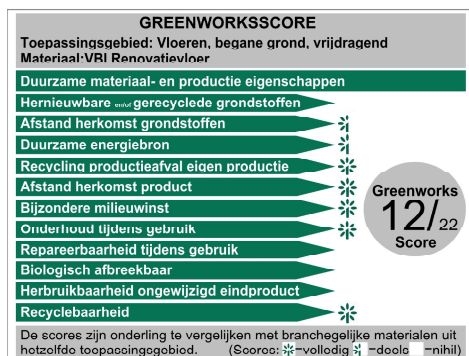 GREENWORKSSCORE
Toepassingsgebied: Vloeren, begane grond, vrijdragend
Materiaal:VBI Renovatievloer
Duurzame materiaal- en productie eigenschappen
Hernieuwbare en/of gerecyclede grondstoffen
Afstand herkomst grondstoffen
Duurzame energiebron
Recycling productieafval eigen productie
Afstand herkomst product
Bijzondere milieuwinst
Onderhoud tijdens gebruik
Repareerbaarheid tijdens gebruik
Biologisch afbreekbaar
Herbruikbaarheid ongewijzigd eindproduct
Recyclebaarheid
Greenworks
12/22
Score
De scores zijn onderling te vergelijken met branchegelijke materialen uit
hetzelfde toepassingsgebied. (Scores: =volledig =deels =nihil)